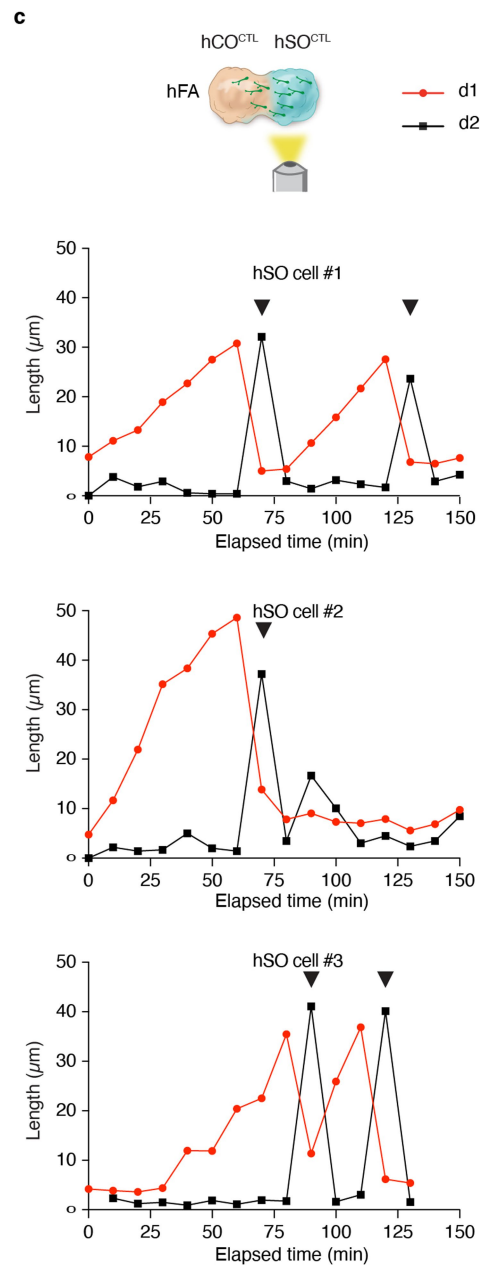 c
hCO^CTL hSO^CTL
hFA
d1
d2
hSO cell #1
50
40
30
20
10
0
Length (µm)
0 25 50 75 100 125 150
Elapsed time (min)
hSO cell #2
50
40
30
20
10
0
Length (µm)
0 25 50 75 100 125 150
Elapsed time (min)
hSO cell #3
50
40
30
20
10
0
Length (µm)
0 25 50 75 100 125 150
Elapsed time (min)